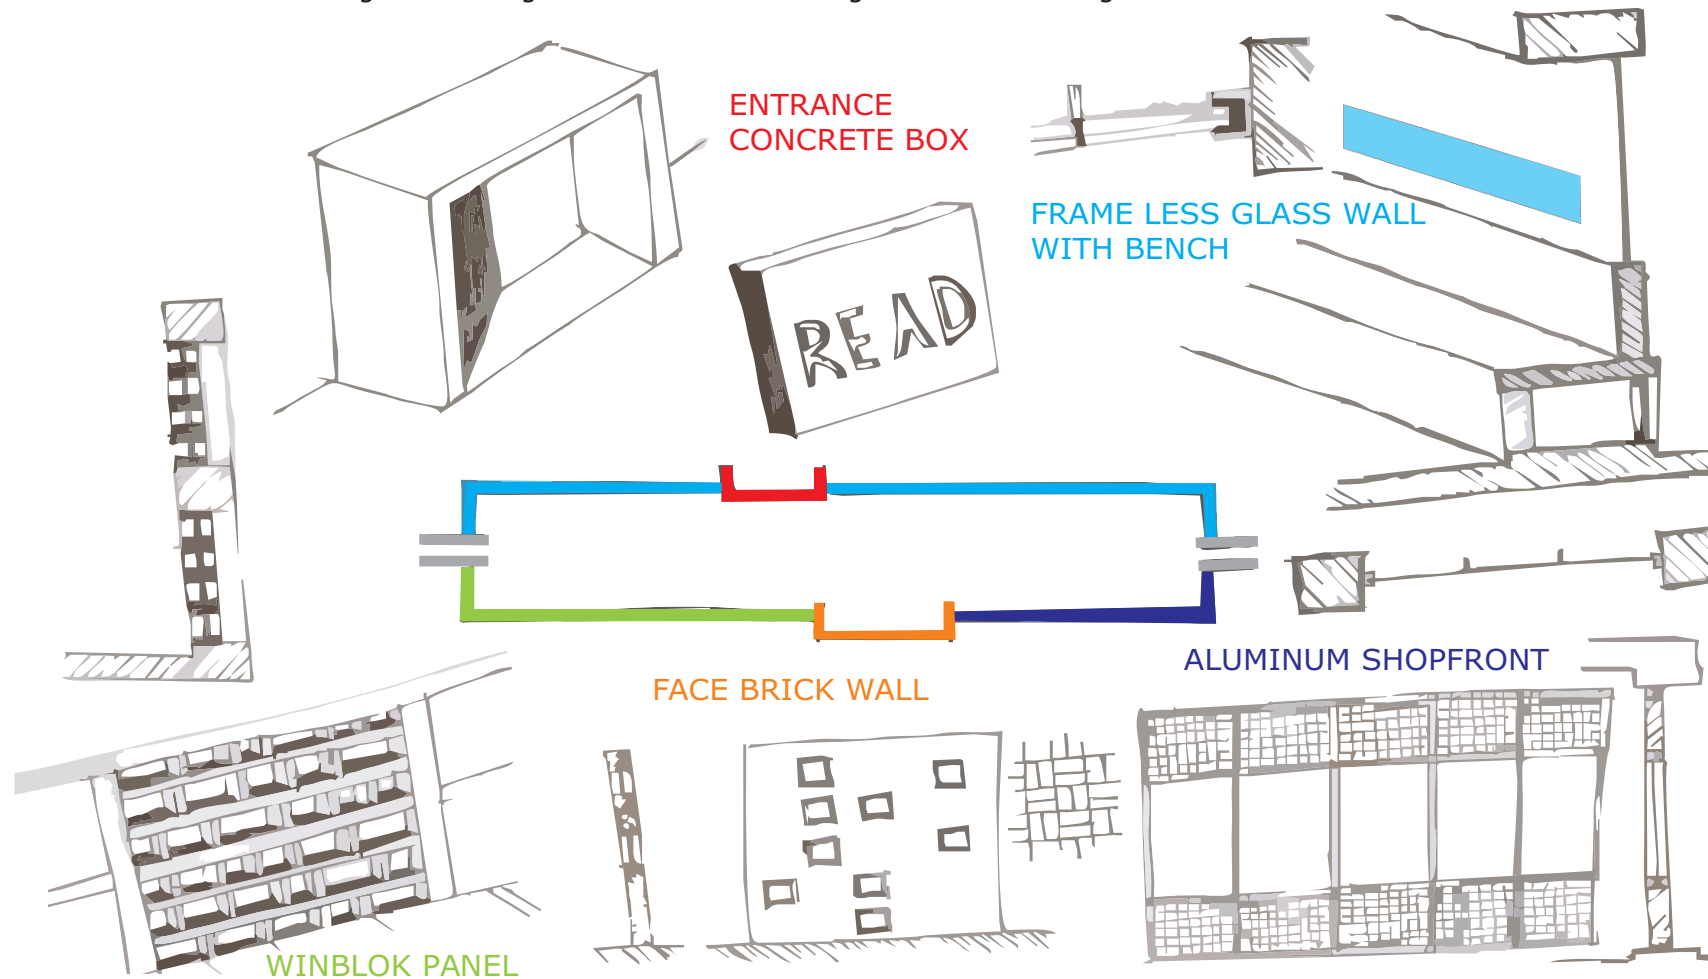 ENTRANCE
CONCRETE BOX
FRAME LESS GLASS WALL
WITH BENCH
READ
ALUMINUM SHOPFRONT
FACE BRICK WALL
WINBLOK PANEL